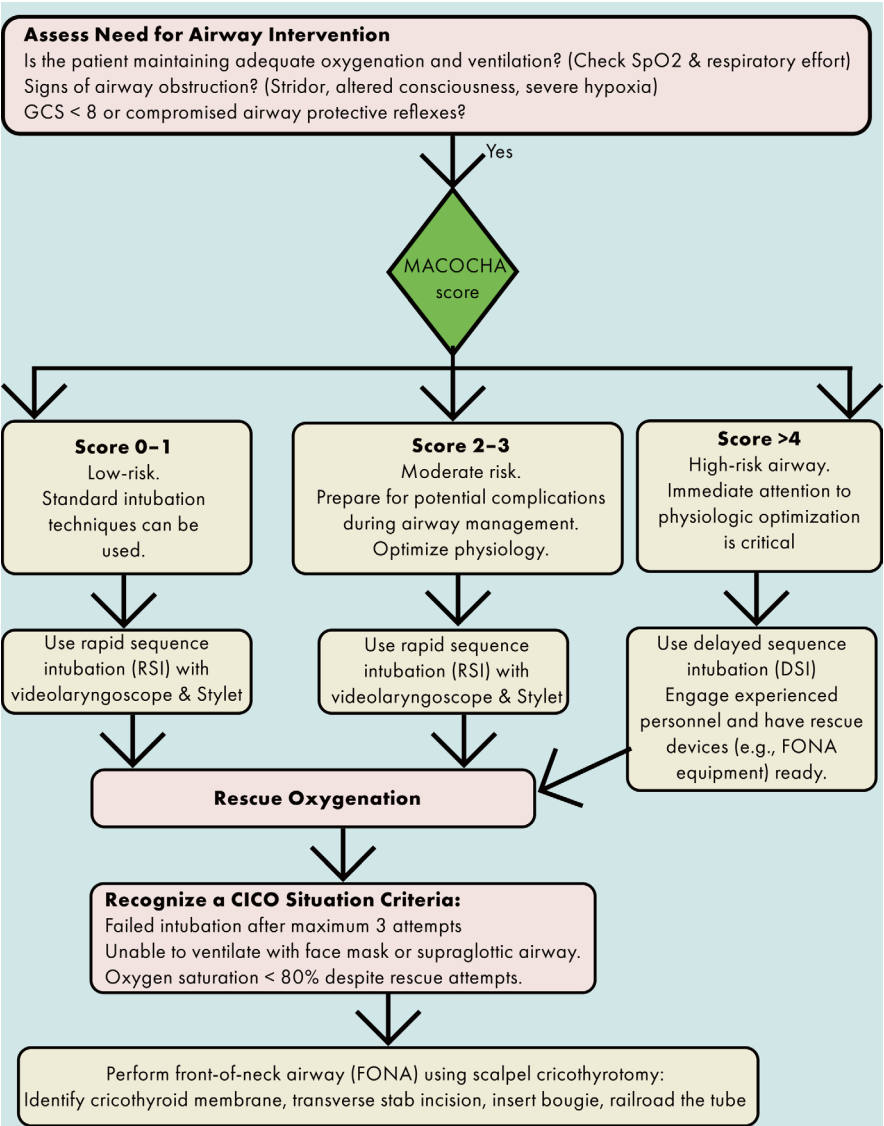 Assess Need for Airway Intervention
Is the patient maintaining adequate oxygenation and ventilation? (Check SpO2 & respiratory effort)
Signs of airway obstruction? (Stridor, altered consciousness, severe hypoxia)
GCS < 8 or compromised airway protective reflexes?
Yes
MACOCHA
score
Score 0–1
Low-risk.
Standard intubation
techniques can be
used.
Score 2–3
Moderate risk.
Prepare for potential complications
during airway management.
Optimize physiology.
Score >4
High-risk airway.
Immediate attention to
physiologic optimization
is critical
Use rapid sequence
intubation (RSI) with
videolaryngoscope & Stylet
Use rapid sequence
intubation (RSI) with
videolaryngoscope & Stylet
Use delayed sequence
intubation (DSI)
Engage experienced
personnel and have rescue
devices (e.g., FONA
equipment) ready.
Rescue Oxygenation
Recognize a CICO Situation Criteria:
Failed intubation after maximum 3 attempts
Unable to ventilate with face mask or supraglottic airway.
Oxygen saturation < 80% despite rescue attempts.
Perform front-of-neck airway (FONA) using scalpel cricothyrotomy:
Identify cricothyroid membrane, transverse stab incision, insert bougie, railroad the tube